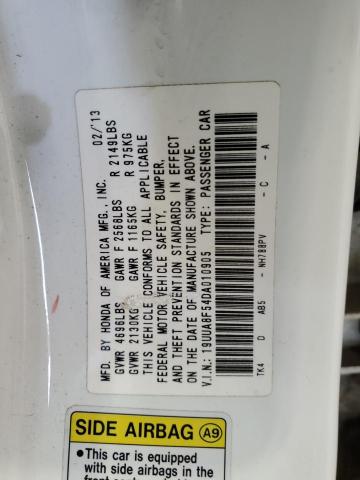 MFD. BY HONDA OF AMERICA MFG., INC. 02/'13
GVWR 4696LBS GAWR F 2568LBS R 2149LBS
GVWR 2130KG GAWR F 1165KG R 975KG
THIS VEHICLE CONFORMS TO ALL APPLICABLE
FEDERAL MOTOR VEHICLE SAFETY, BUMPER,
AND THEFT PREVENTION STANDARDS IN EFFECT
ON THE DATE OF MANUFACTURE SHOWN ABOVE.
V.I.N.: 19UUA8F54DA010905 TYPE: PASSENGER CAR
TK4 D AB5 - NH788PV - C - A
SIDE AIRBAG A9
●This car is equipped
with side airbags in the